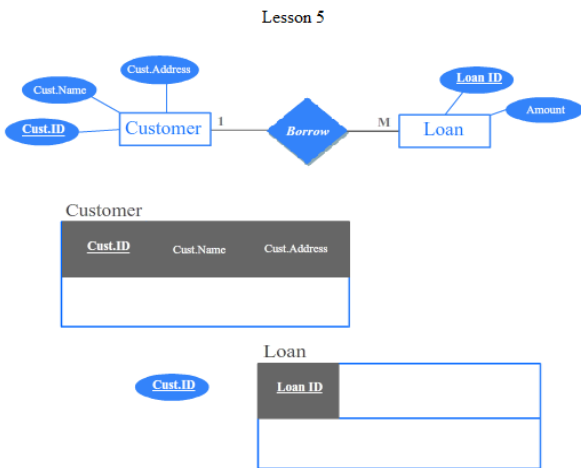 Lesson 5
Cust.Address
Cust.Name
Cust.ID
Customer
1
Borrow
M
Loan ID
Amount
Loan
Customer
Cust.ID Cust.Name Cust.Address
Loan
Cust.ID
Loan ID